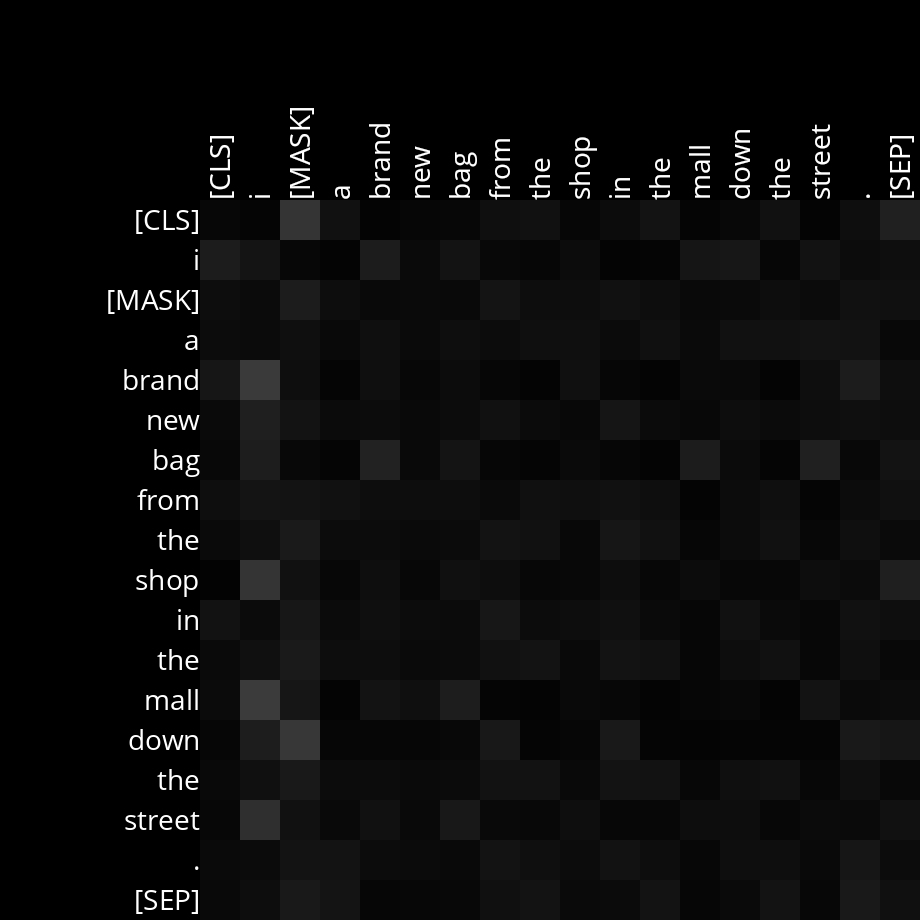 [CLS] i [MASK] a brand new bag from the shop in the mall down the street . [SEP]
[CLS]
i
[MASK]
a
brand
new
bag
from
the
shop
in
the
mall
down
the
street
.
[SEP]